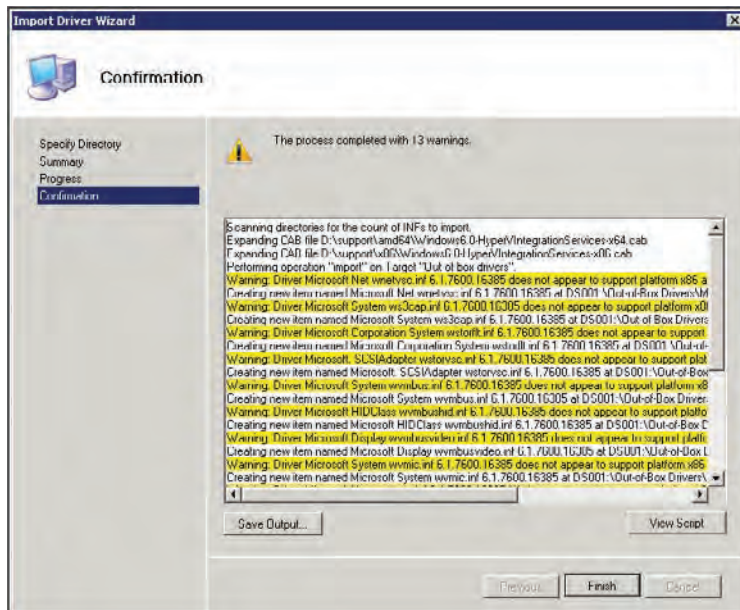 Import Driver Wizard
Confirmation
Specify Directory
Summary
Progress
Confirmation
The process completed with 13 warnings.
Scanning directories for the count of INFs to import.
Expanding CAB file D:\support\amd64\Windows6.0-HyperVIntegrationServices-x64.cab
Expanding CAB file D:\support\x86\Windows6.0-HyperVIntegrationServices-x86.cab
Performing operation "import" on Target "Out of box drivers".
Warning: Driver Microsoft Net wnetvsc.inf 6.1.7600.16385 does not appear to support platform x86 a
Creating new item named Microsoft Net wnetvsc.inf 6.1.7600.16385 at DS001:\Out-of-Box Drivers\M
Warning: Driver Microsoft System ws3cap.inf 6.1.7600.16385 does not appear to support platform x8
Creating new item named Microsoft System ws3cap.inf 6.1.7600.16385 at DS001:\Out-of-Box Drivers
Warning: Driver Microsoft Corporation System wstorflt.inf 6.1.7600.16385 does not appear to support
Creating new item named Microsoft Corporation System wstorflt.inf 6.1.7600.16385 at DS001:\Out-of-
Warning: Driver Microsoft. SCSIAdapter wstorvsc.inf 6.1.7600.16385 does not appear to support plat
Creating new item named Microsoft. SCSIAdapter wstorvsc.inf 6.1.7600.16385 at DS001:\Out-of-Box
Warning: Driver Microsoft System wvmbus.inf 6.1.7600.16385 does not appear to support platform x8
Creating new item named Microsoft System wvmbus.inf 6.1.7600.16385 at DS001:\Out-of-Box Driver
Warning: Driver Microsoft HIDClass wvmbushid.inf 6.1.7600.16385 does not appear to support platfo
Creating new item named Microsoft HIDClass wvmbushid.inf 6.1.7600.16385 at DS001:\Out-of-Box D
Warning: Driver Microsoft Display wvmbusvideo.inf 6.1.7600.16385 does not appear to support platfo
Creating new item named Microsoft Display wvmbusvideo.inf 6.1.7600.16385 at DS001:\Out-of-Box D
Warning: Driver Microsoft System wvmic.inf 6.1.7600.16385 does not appear to support platform x86
Creating new item named Microsoft System wvmic.inf 6.1.7600.16385 at DS001:\Out-of-Box Drivers\
Save Output...
View Script
Previous
Finish
Cancel